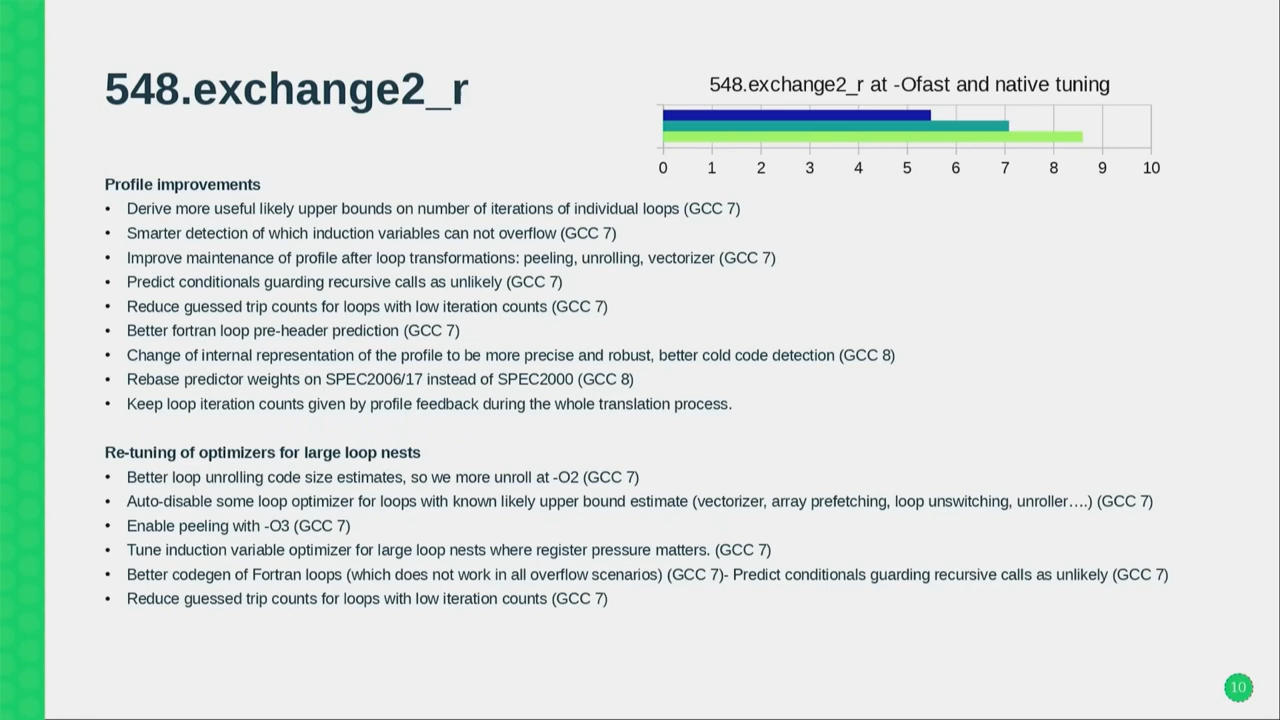 548.exchange2_r
548.exchange2_r at -Ofast and native tuning
0 1 2 3 4 5 6 7 8 9 10
Profile improvements
• Derive more useful likely upper bounds on number of iterations of individual loops (GCC 7)
• Smarter detection of which induction variables can not overflow (GCC 7)
• Improve maintenance of profile after loop transformations: peeling, unrolling, vectorizer (GCC 7)
• Predict conditionals guarding recursive calls as unlikely (GCC 7)
• Reduce guessed trip counts for loops with low iteration counts (GCC 7)
• Better fortran loop pre-header prediction (GCC 7)
• Change of internal representation of the profile to be more precise and robust, better cold code detection (GCC 8)
• Rebase predictor weights on SPEC2006/17 instead of SPEC2000 (GCC 8)
• Keep loop iteration counts given by profile feedback during the whole translation process.
Re-tuning of optimizers for large loop nests
• Better loop unrolling code size estimates, so we more unroll at -O2 (GCC 7)
• Auto-disable some loop optimizer for loops with known likely upper bound estimate (vectorizer, array prefetching, loop unswitching, unroller….) (GCC 7)
• Enable peeling with -O3 (GCC 7)
• Tune induction variable optimizer for large loop nests where register pressure matters. (GCC 7)
• Better codegen of Fortran loops (which does not work in all overflow scenarios) (GCC 7)- Predict conditionals guarding recursive calls as unlikely (GCC 7)
• Reduce guessed trip counts for loops with low iteration counts (GCC 7)
10